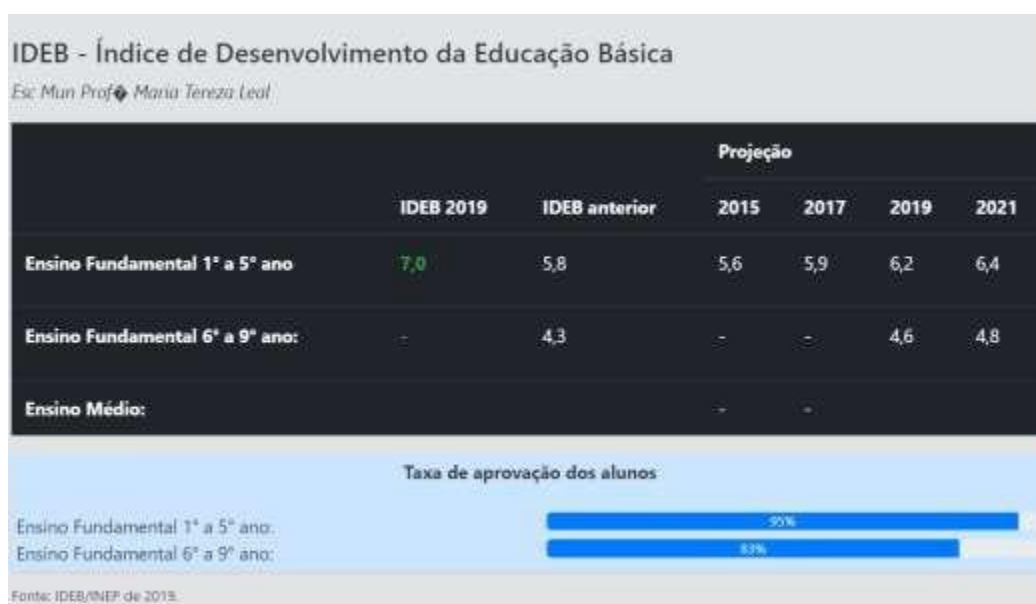 IDEB - Índice de Desenvolvimento da Educação Básica
Esc Mun Prof� Maria Tereza Leal
Projeção
IDEB 2019 IDEB anterior 2015 2017 2019 2021
Ensino Fundamental 1° a 5° ano 7,0 5,8 5,6 5,9 6,2 6,4
Ensino Fundamental 6° a 9° ano: - 4,3 - - 4,6 4,8
Ensino Médio: - -
Taxa de aprovação dos alunos
Ensino Fundamental 1° a 5° ano: 95%
Ensino Fundamental 6° a 9° ano: 83%
Fonte: IDEB/INEP de 2019.